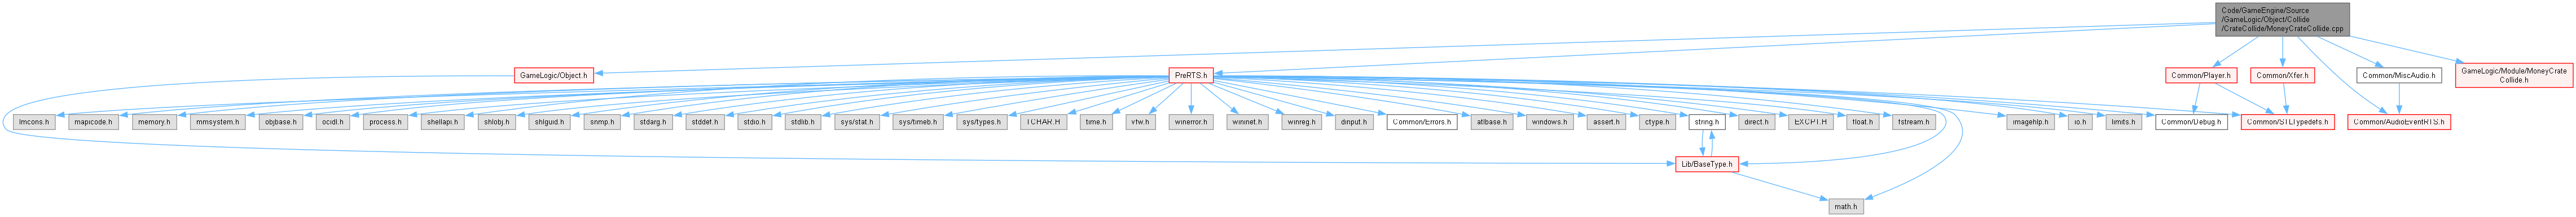 Code/GameEngine/Source
/GameLogic/Object/Collide
/CrateCollide/MoneyCrateCollide.cpp
GameLogic/Object.h
PreRTS.h
Common/Player.h
Common/Xfer.h
Common/MiscAudio.h
GameLogic/Module/MoneyCrate
Collide.h
lmcons.h
mapicode.h
memory.h
mmsystem.h
objbase.h
ocidl.h
process.h
shellapi.h
shlobj.h
shlguid.h
snmp.h
stdarg.h
stddef.h
stdio.h
stdlib.h
sys/stat.h
sys/timeb.h
sys/types.h
TCHAR.H
time.h
vfw.h
winerror.h
wininet.h
winreg.h
dinput.h
Common/Errors.h
atlbase.h
windows.h
assert.h
ctype.h
string.h
direct.h
EXCPT.H
float.h
fstream.h
imagehlp.h
io.h
limits.h
Common/Debug.h
Common/STLTypedefs.h
Common/AudioEventRTS.h
Lib/BaseType.h
math.h